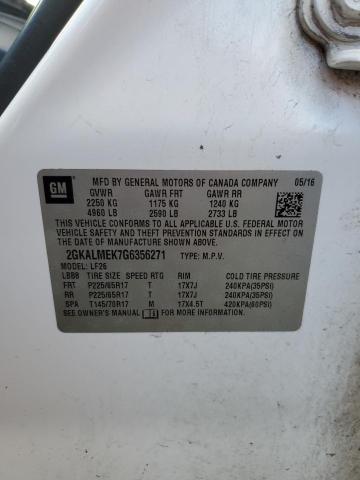 GM
MFD BY GENERAL MOTORS OF CANADA COMPANY 05/16
GVWR GAWR FRT GAWR RR
2250 KG 1175 KG 1240 KG
4960 LB 2590 LB 2733 LB
THIS VEHICLE CONFORMS TO ALL APPLICABLE U.S. FEDERAL MOTOR
VEHICLE SAFETY AND THEFT PREVENTION STANDARDS IN EFFECT ON
THE DATE OF MANUFACTURE SHOWN ABOVE.
2GKALMEK7G6356271 TYPE: M.P.V.
MODEL: LF26
TIRE SIZE SPEED RTG RIM COLD TIRE PRESSURE
FRT P225/65R17 T 17X7J 240KPA(35PSI)
RR P225/65R17 T 17X7J 240KPA(35PSI)
SPA T145/70R17 M 17X4.5T 420KPA(60PSI)
SEE OWNER'S MANUAL FOR MORE INFORMATION.